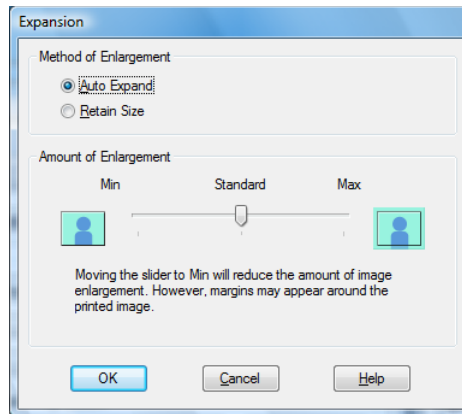 Expansion
Method of Enlargement
Auto Expand
Retain Size
Amount of Enlargement
Min Standard Max
Moving the slider to Min will reduce the amount of image
enlargement. However, margins may appear around the
printed image.
OK Cancel Help